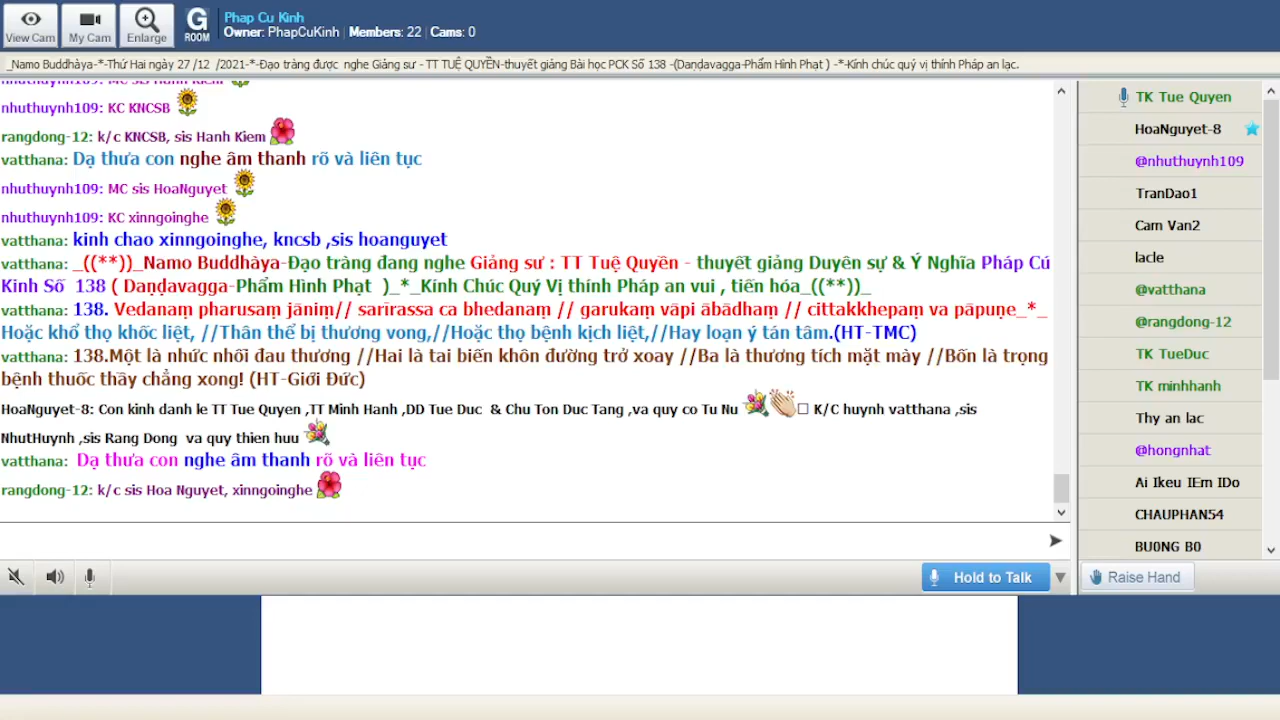 View Cam
My Cam
Enlarge
G
ROOM
Phap Cu Kinh
Owner: PhapCuKinh | Members: 22 | Cams: 0
_Namo Buddhàya-*-Thứ Hai ngày 27 /12 /2021-*-Đạo tràng được nghe Giảng sư - TT TUỆ QUYỀN-thuyết giảng Bài học PCK Số 138 -(Daṇḍavagga-Phẩm Hình Phạt ) -*-Kính chúc quý vị thính Pháp an lạc.
nhuthuynh109: MC sis Hanh Kiem
nhuthuynh109: KC KNCSB
rangdong-12: k/c KNCSB, sis Hanh Kiem
vatthana: Dạ thưa con nghe âm thanh rõ và liên tục
nhuthuynh109: MC sis HoaNguyet
nhuthuynh109: KC xinngoinghe
vatthana: kinh chao xinngoinghe, kncsb ,sis hoanguyet
vatthana: _((**))_Namo Buddhàya-Đạo tràng đang nghe Giảng sư : TT Tuệ Quyền - thuyết giảng Duyên sự & Ý Nghĩa Pháp Cú
Kinh Số 138 ( Daṇḍavagga-Phẩm Hình Phạt )_*_Kính Chúc Quý Vị thính Pháp an vui , tiến hóa_((**))_
vatthana: 138. Vedanaṃ pharusaṃ jāniṃ// sarīrassa ca bhedanaṃ // garukaṃ vāpi ābādhaṃ // cittakkhepaṃ va pāpuṇe_*_
Hoặc khổ thọ khốc liệt, //Thân thể bị thương vong,//Hoặc thọ bệnh kịch liệt,//Hay loạn ý tán tâm.(HT-TMC)
vatthana: 138.Một là nhức nhối đau thương //Hai là tai biến khôn đường trở xoay //Ba là thương tích mặt mày //Bốn là trọng
bệnh thuốc thầy chẳng xong! (HT-Giới Đức)
HoaNguyet-8: Con kinh danh le TT Tue Quyen ,TT Minh Hanh ,DD Tue Duc & Chu Ton Duc Tang ,va quy co Tu Nu K/C huynh vatthana ,sis
NhutHuynh ,sis Rang Dong va quy thien huu
vatthana: Dạ thưa con nghe âm thanh rõ và liên tục
rangdong-12: k/c sis Hoa Nguyet, xinngoinghe
Hold to Talk
TK Tue Quyen
HoaNguyet-8
@nhuthuynh109
TranDao1
Cam Van2
lacle
@vatthana
@rangdong-12
TK TueDuc
TK minhhanh
Thy an lac
@hongnhat
Ai Ikeu IEm IDo
CHAUPHAN54
BU0NG B0
Raise Hand